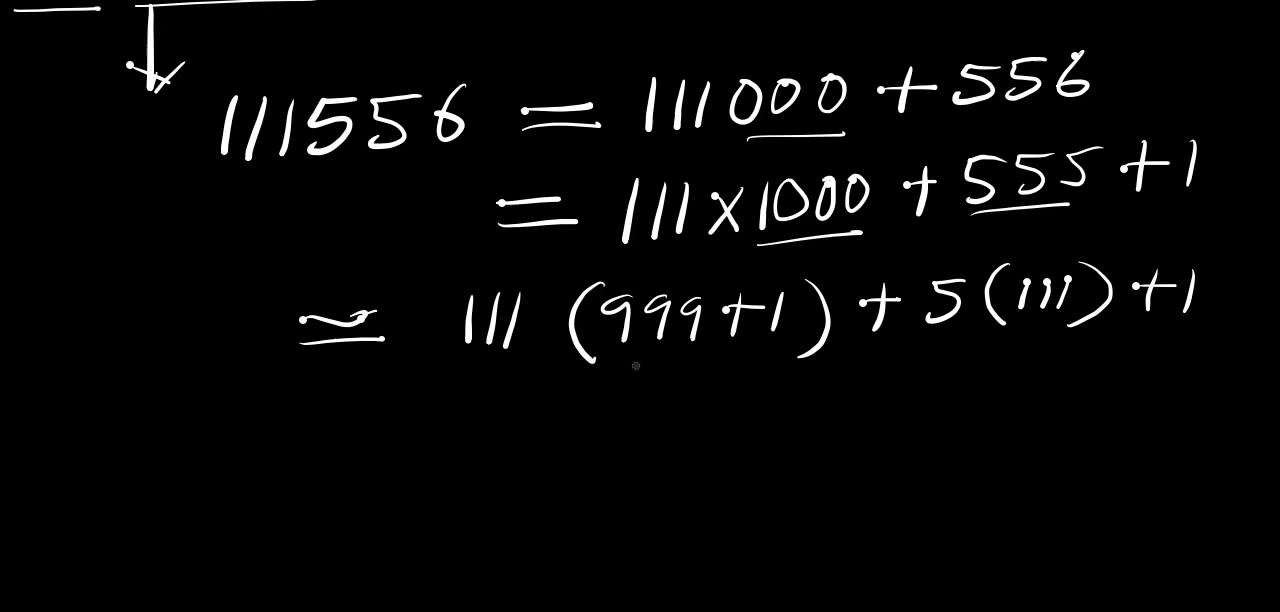 111556 = 111000 + 556
= 111 x 1000 + 555 + 1
= 111 (999+1) + 5(111) + 1